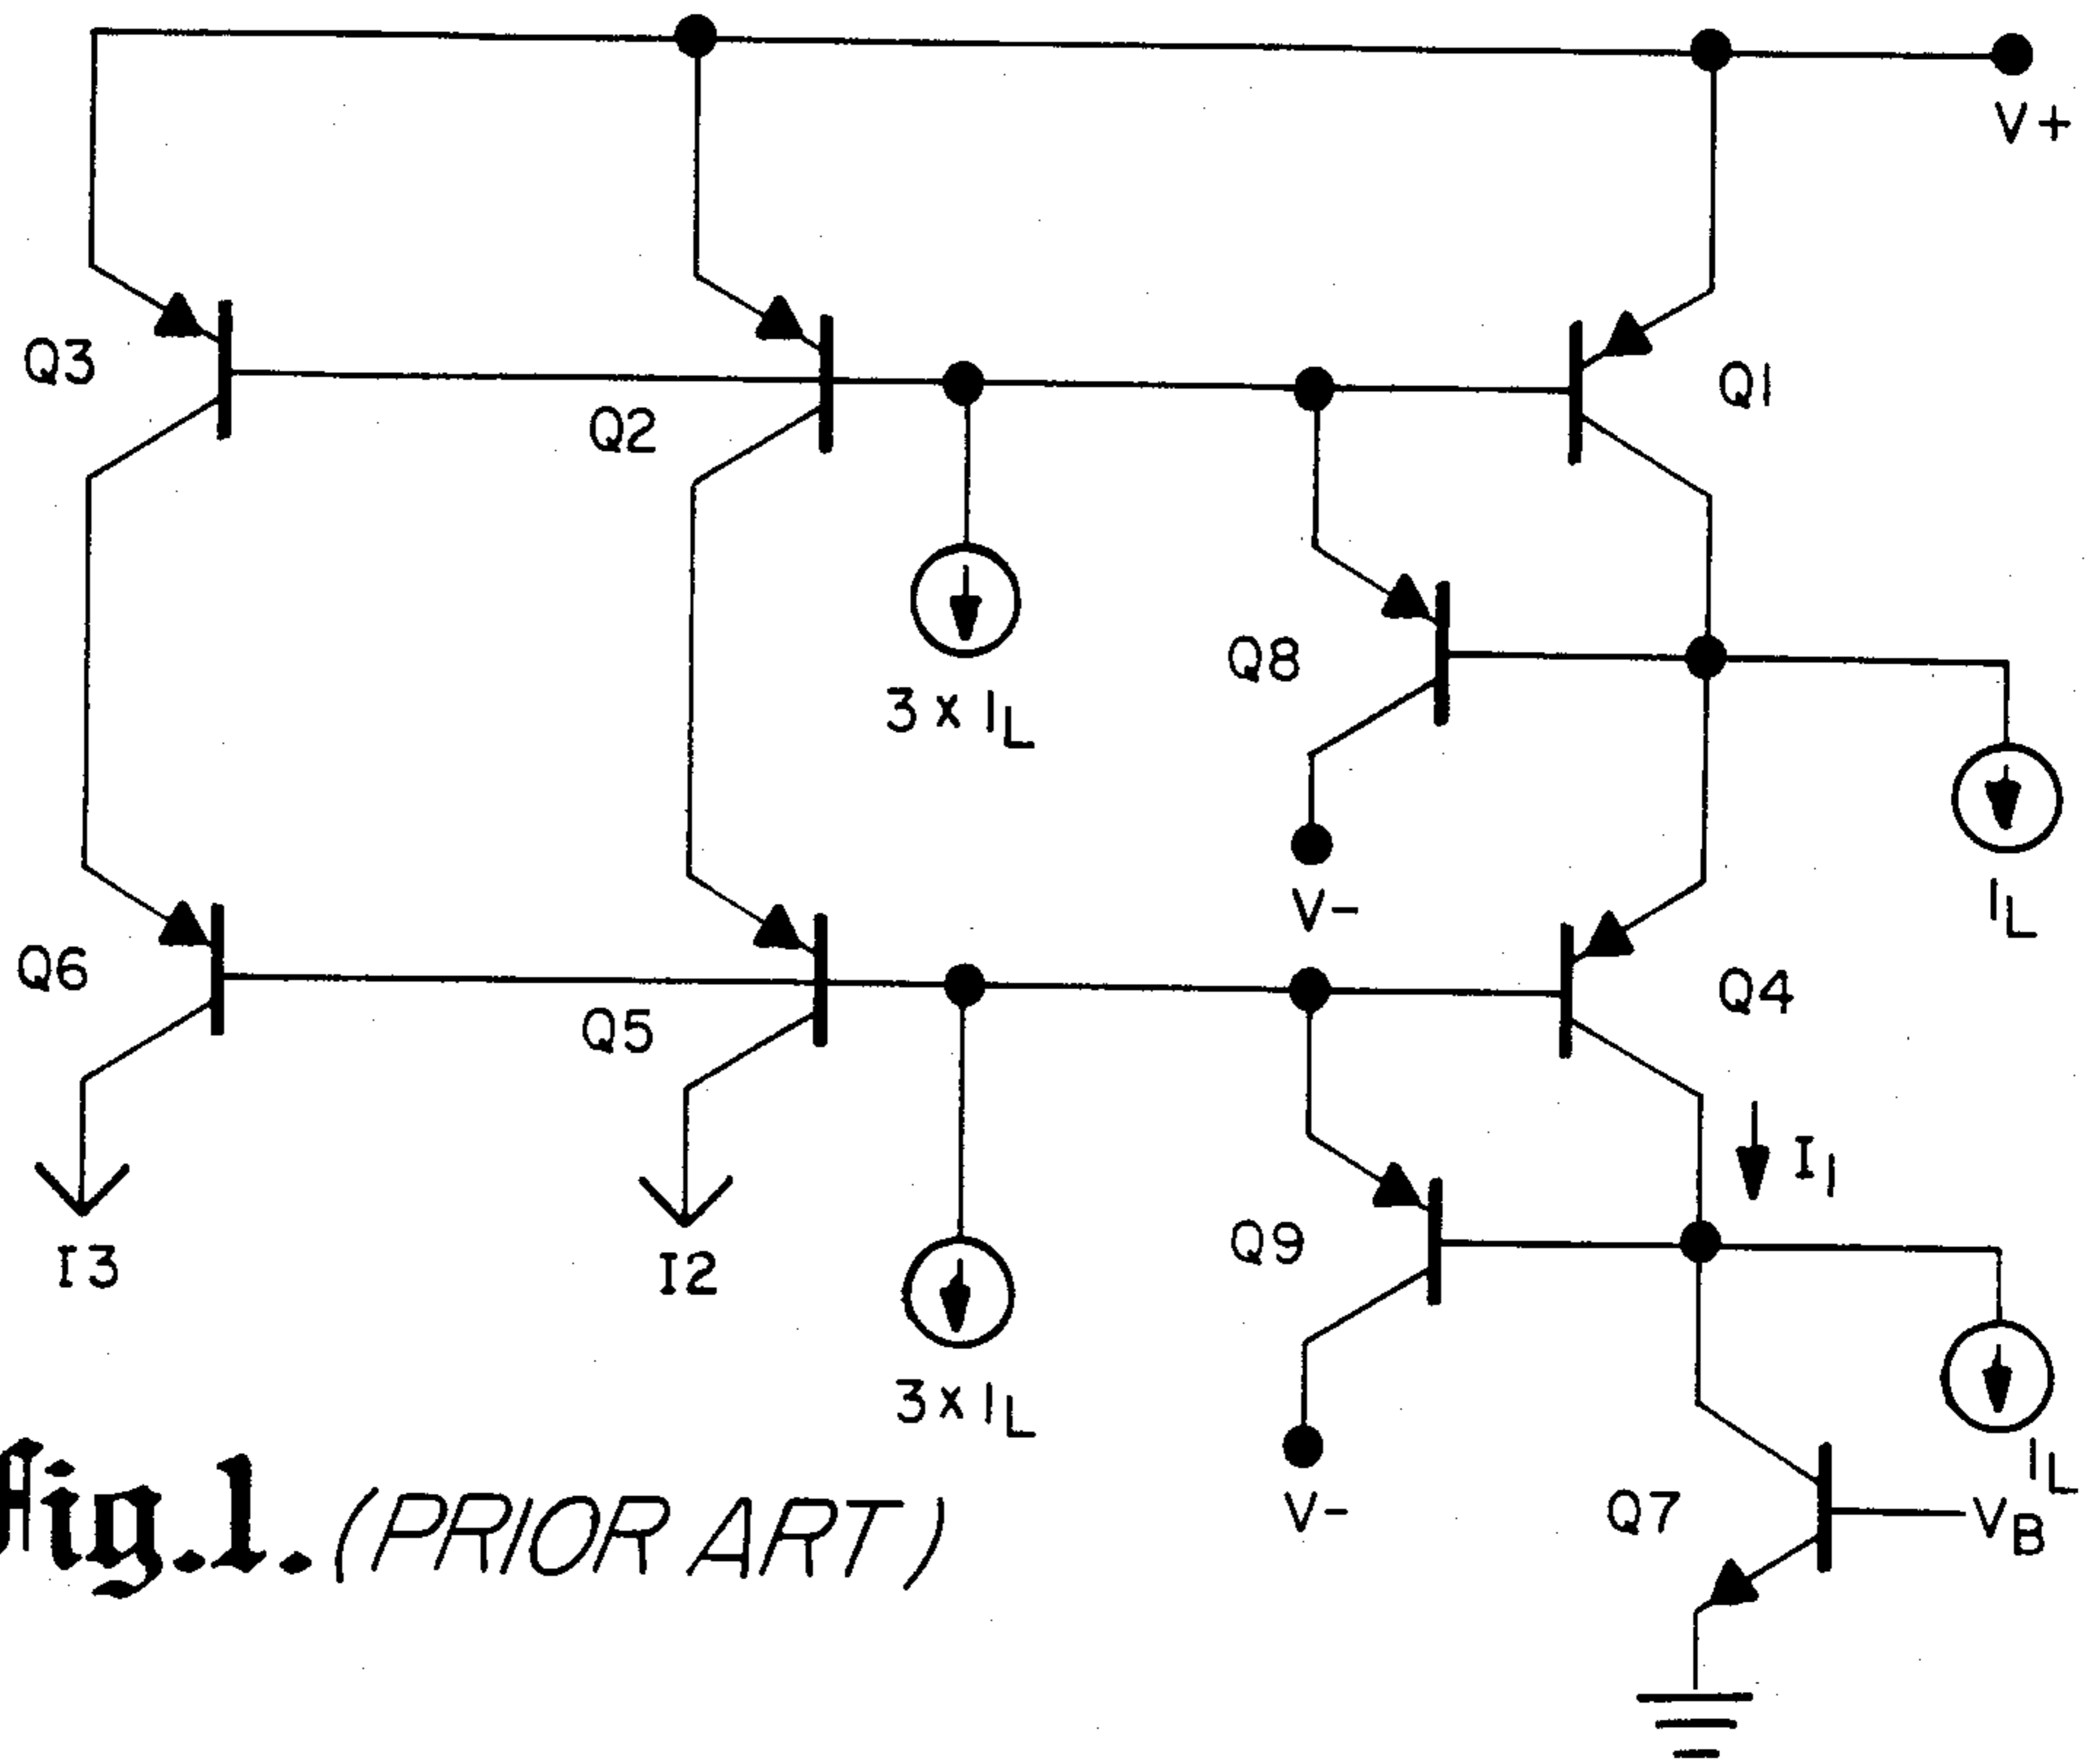 V+
Q3
Q2
Q1
3 x IL
Q8
IL
V-
Q6
Q5
Q4
I1
I3
I2
Q9
3 x IL
IL
V-
Q7
VB
Fig.1. (PRIOR ART)